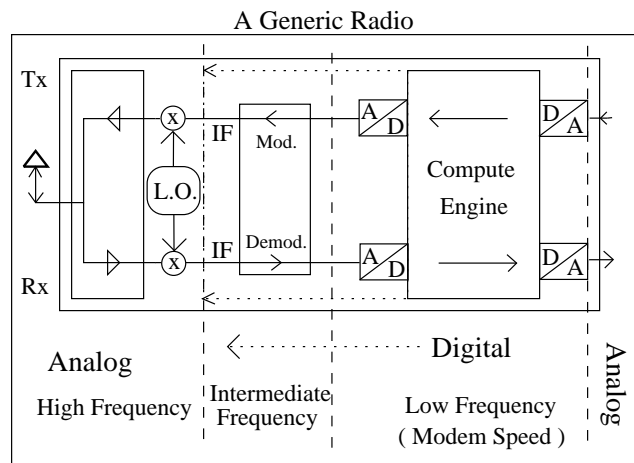 A Generic Radio
Tx
x
A
D
D
A
IF
Mod.
L.O.
Compute
Engine
IF
Demod.
x
A
D
D
A
Rx
Analog
Digital
Analog
High Frequency
Intermediate
Frequency
Low Frequency
( Modem Speed )